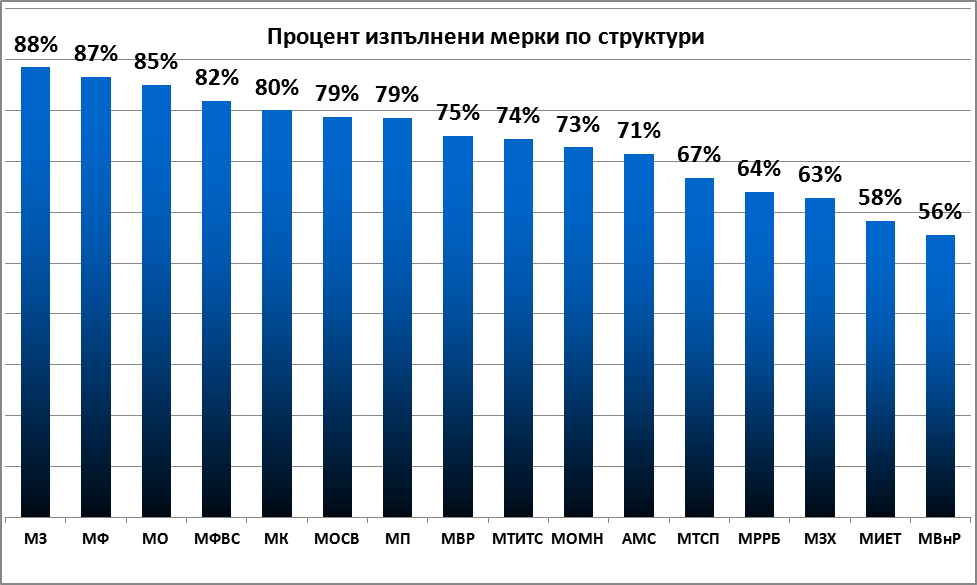 Процент изпълнени мерки по структури
88% 87% 85% 82% 80% 79% 79% 75% 74% 73% 71% 67% 64% 63% 58% 56%
МЗ МФ МО МФВС МК МОСВ МП МВР МТИТС МОМН АМС МТСП МРРБ МЗХ МИЕТ МВнР